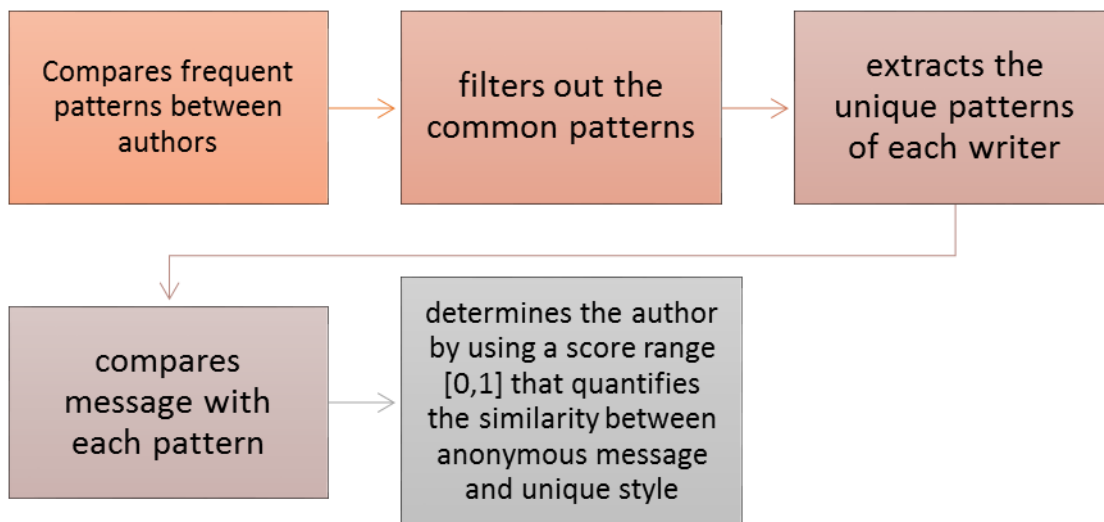 Compares frequent
patterns between
authors
filters out the
common patterns
extracts the
unique patterns
of each writer
compares
message with
each pattern
determines the author
by using a score range
[0,1] that quantifies
the similarity between
anonymous message
and unique style